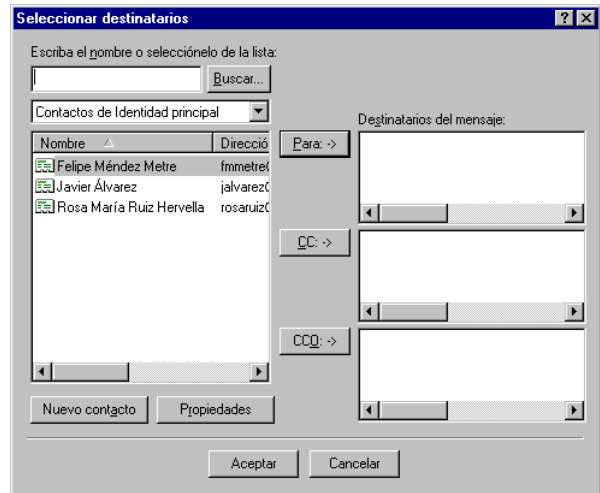 Seleccionar destinatarios
Escriba el nombre o selecciónelo de la lista:
Buscar...
Contactos de Identidad principal
Destinatarios del mensaje:
Nombre Direcció
Para: ->
Felipe Méndez Metre fmmetre
Javier Álvarez jalvarez
Rosa María Ruiz Hervella rosaruiz
CC: ->
CCO: ->
Nuevo contacto Propiedades
Aceptar Cancelar